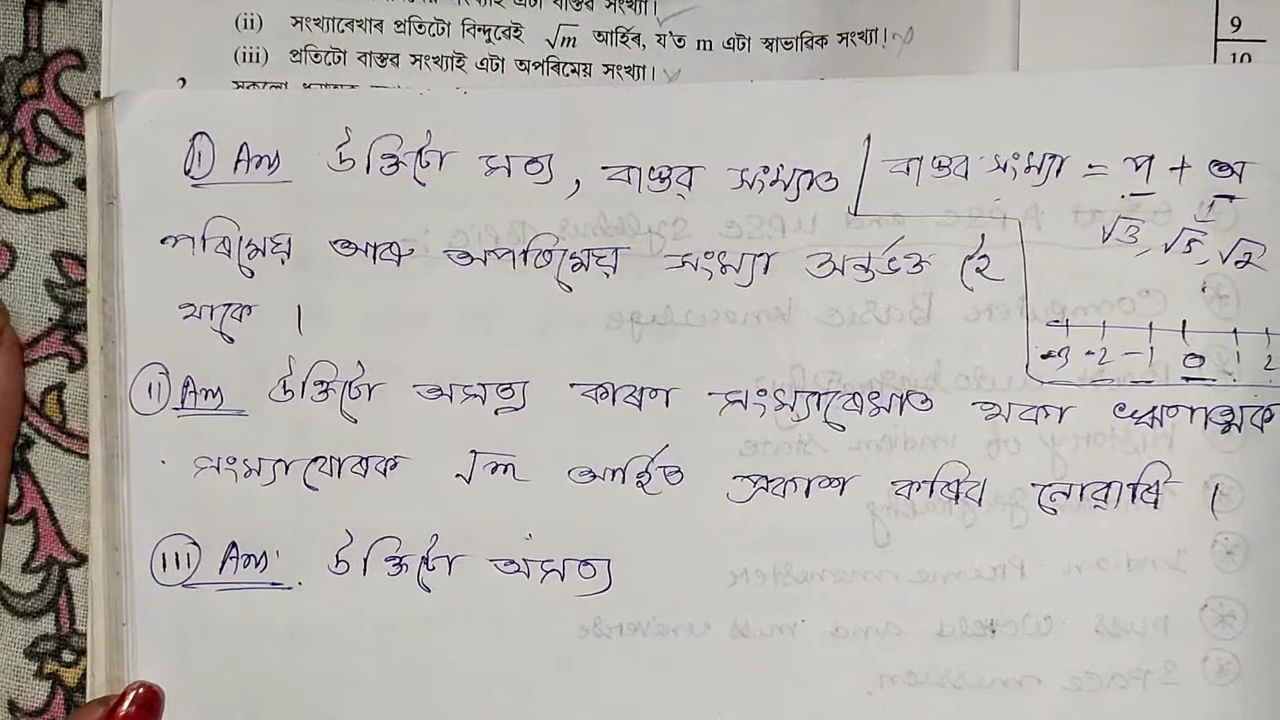 এটা বাস্তৱ সংখ্যা।
(ii) সংখ্যাৰেখাৰ প্ৰতিটো বিন্দুৱেই √m আৰ্হিৰ, য'ত m এটা স্বাভাৱিক সংখ্যা।
(iii) প্ৰতিটো বাস্তৱ সংখ্যাই এটা অপৰিমেয় সংখ্যা।
9
10
(i) Ans উক্তিটো সত্য, বাস্তৱ সংখ্যাত
পৰিমেয় আৰু অপৰিমেয় সংখ্যা অন্তৰ্ভুক্ত হৈ
থাকে ।
বাস্তৱ সংখ্যা = প + অ
√3, √5, √2
-3 -2 -1 0 1 2
(ii) Ans উক্তিটো অসত্য কাৰণ সংখ্যাৰেখাত থকা ঋণাত্মক
সংখ্যাবোৰক √m আৰ্হিত প্ৰকাশ কৰিব নোৱাৰি ।
(iii) Ans উক্তিটো অসত্য